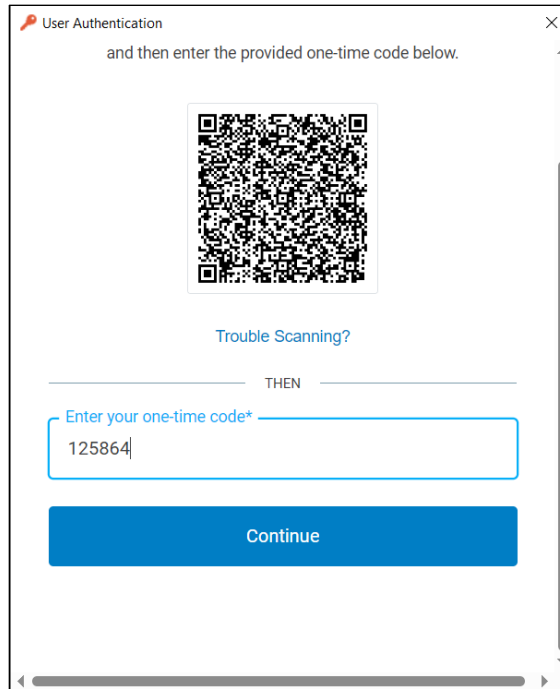 User Authentication
and then enter the provided one-time code below.
Trouble Scanning?
THEN
Enter your one-time code*
125864
Continue